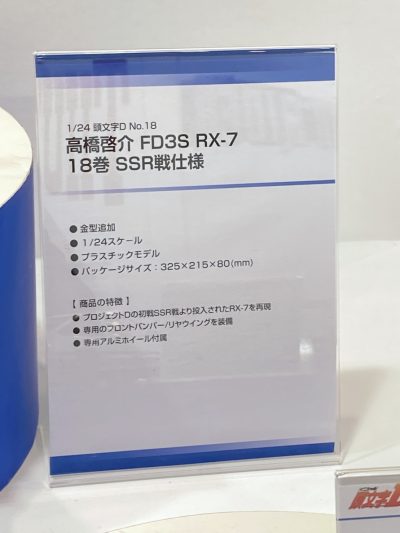 1/24 頭文字D No.18
高橋啓介 FD3S RX-7
18巻 SSR戦仕様
● 金型追加
● 1/24スケール
● プラスチックモデル
● パッケージサイズ：325×215×80(mm)
【 商品の特徴 】
● プロジェクトDの初戦SSR戦より投入されたRX-7を再現
● 専用のフロントバンパー/リヤウイングを装備
● 専用アルミホイール付属
頭文字D